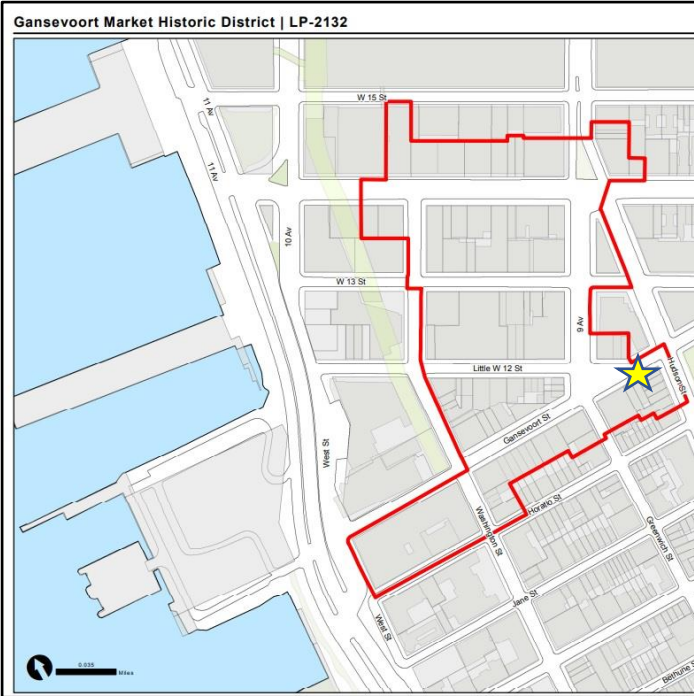 Gansevoort Market Historic District | LP-2132
W 15 St
11 Av
11 Av
10 Av
W 13 St
9 Av
Little W 12 St
Hudson St
Gansevoort St
West St
Horatio St
Washington St
Greenwich St
Jane St
West St
Bethune S
0.035
Miles